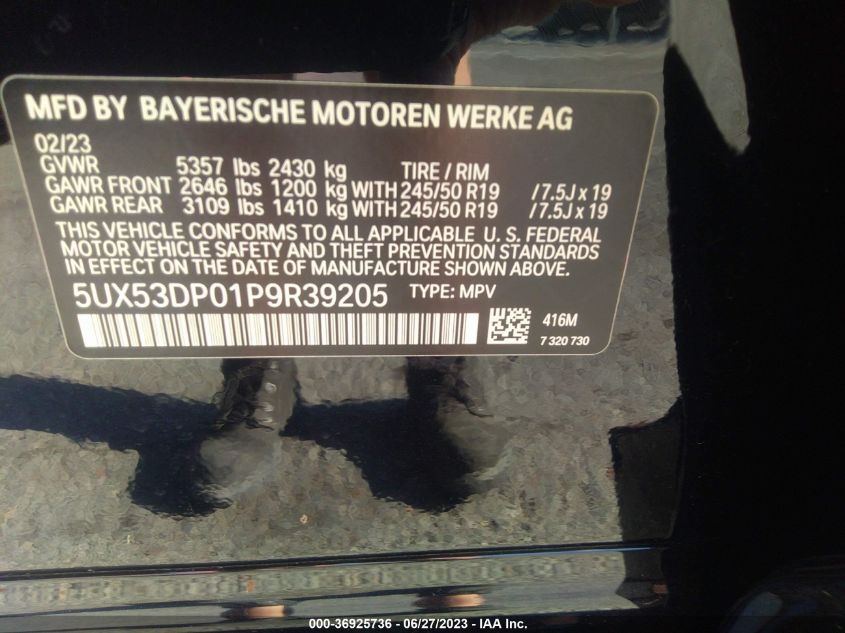 MFD BY BAYERISCHE MOTOREN WERKE AG
02/23
GVWR 5357 lbs 2430 kg TIRE / RIM
GAWR FRONT 2646 lbs 1200 kg WITH 245/50 R19 / 7.5J x 19
GAWR REAR 3109 lbs 1410 kg WITH 245/50 R19 / 7.5J x 19
THIS VEHICLE CONFORMS TO ALL APPLICABLE U. S. FEDERAL
MOTOR VEHICLE SAFETY AND THEFT PREVENTION STANDARDS
IN EFFECT ON THE DATE OF MANUFACTURE SHOWN ABOVE.
5UX53DP01P9R39205 TYPE: MPV
416M
7 320 730
000-36925736 - 06/27/2023 - IAA Inc.